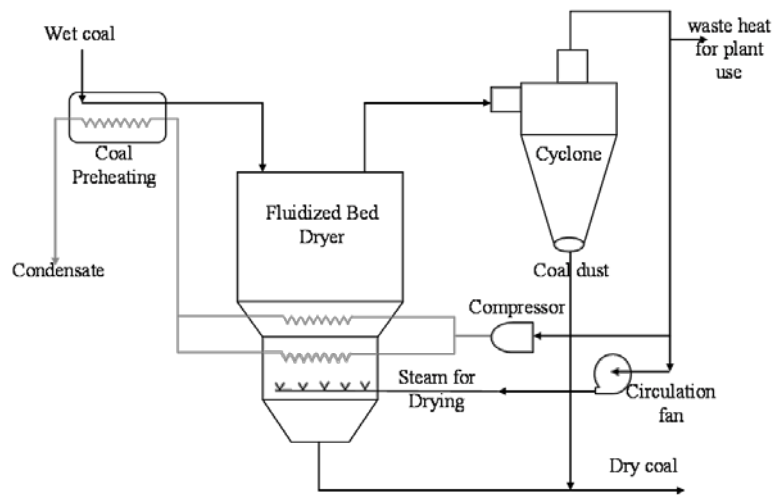 Wet coal
waste heat
for plant
use
Coal
Preheating
Cyclone
Fluidized Bed
Dryer
Condensate
Coal dust
Compressor
Steam for
Drying
Circulation
fan
Dry coal